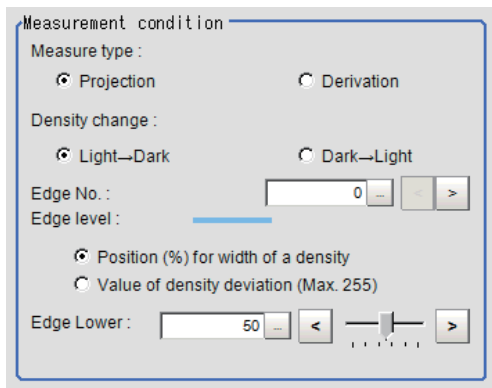 Measurement condition
Measure type :
Projection Derivation
Density change :
Light→Dark Dark→Light
Edge No. : 0 ... < >
Edge level :
Position (%) for width of a density
Value of density deviation (Max. 255)
Edge Lower : 50 ... < >